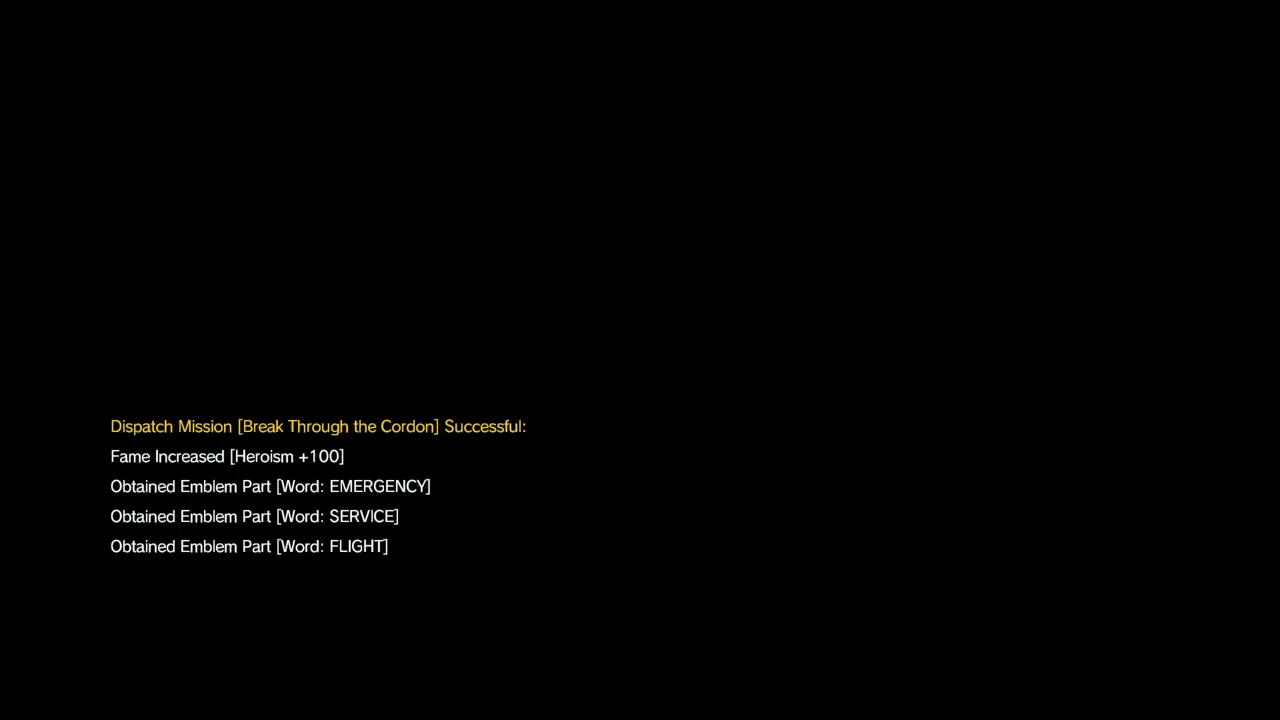 Dispatch Mission [Break Through the Cordon] Successful:
Fame Increased [Heroism +100]
Obtained Emblem Part [Word: EMERGENCY]
Obtained Emblem Part [Word: SERVICE]
Obtained Emblem Part [Word: FLIGHT]